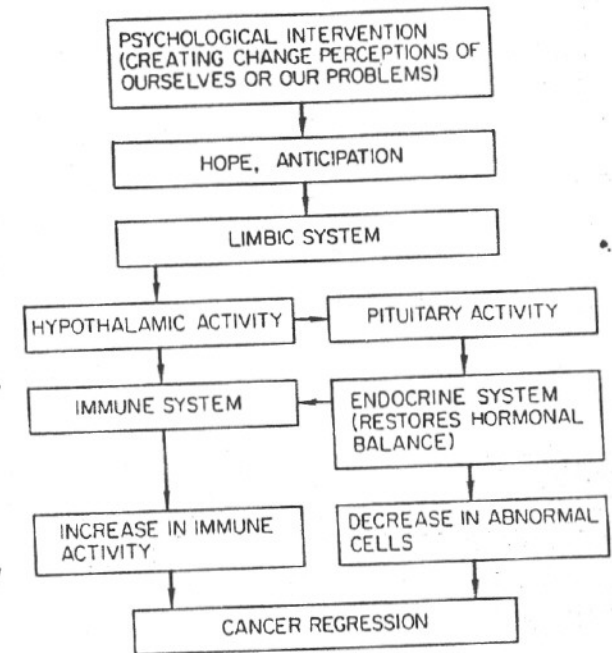 PSYCHOLOGICAL INTERVENTION
(CREATING CHANGE PERCEPTIONS OF
OURSELVES OR OUR PROBLEMS)
HOPE, ANTICIPATION
LIMBIC SYSTEM
HYPOTHALAMIC ACTIVITY
PITUITARY ACTIVITY
IMMUNE SYSTEM
ENDOCRINE SYSTEM
(RESTORES HORMONAL
BALANCE)
INCREASE IN IMMUNE
ACTIVITY
DECREASE IN ABNORMAL
CELLS
CANCER REGRESSION